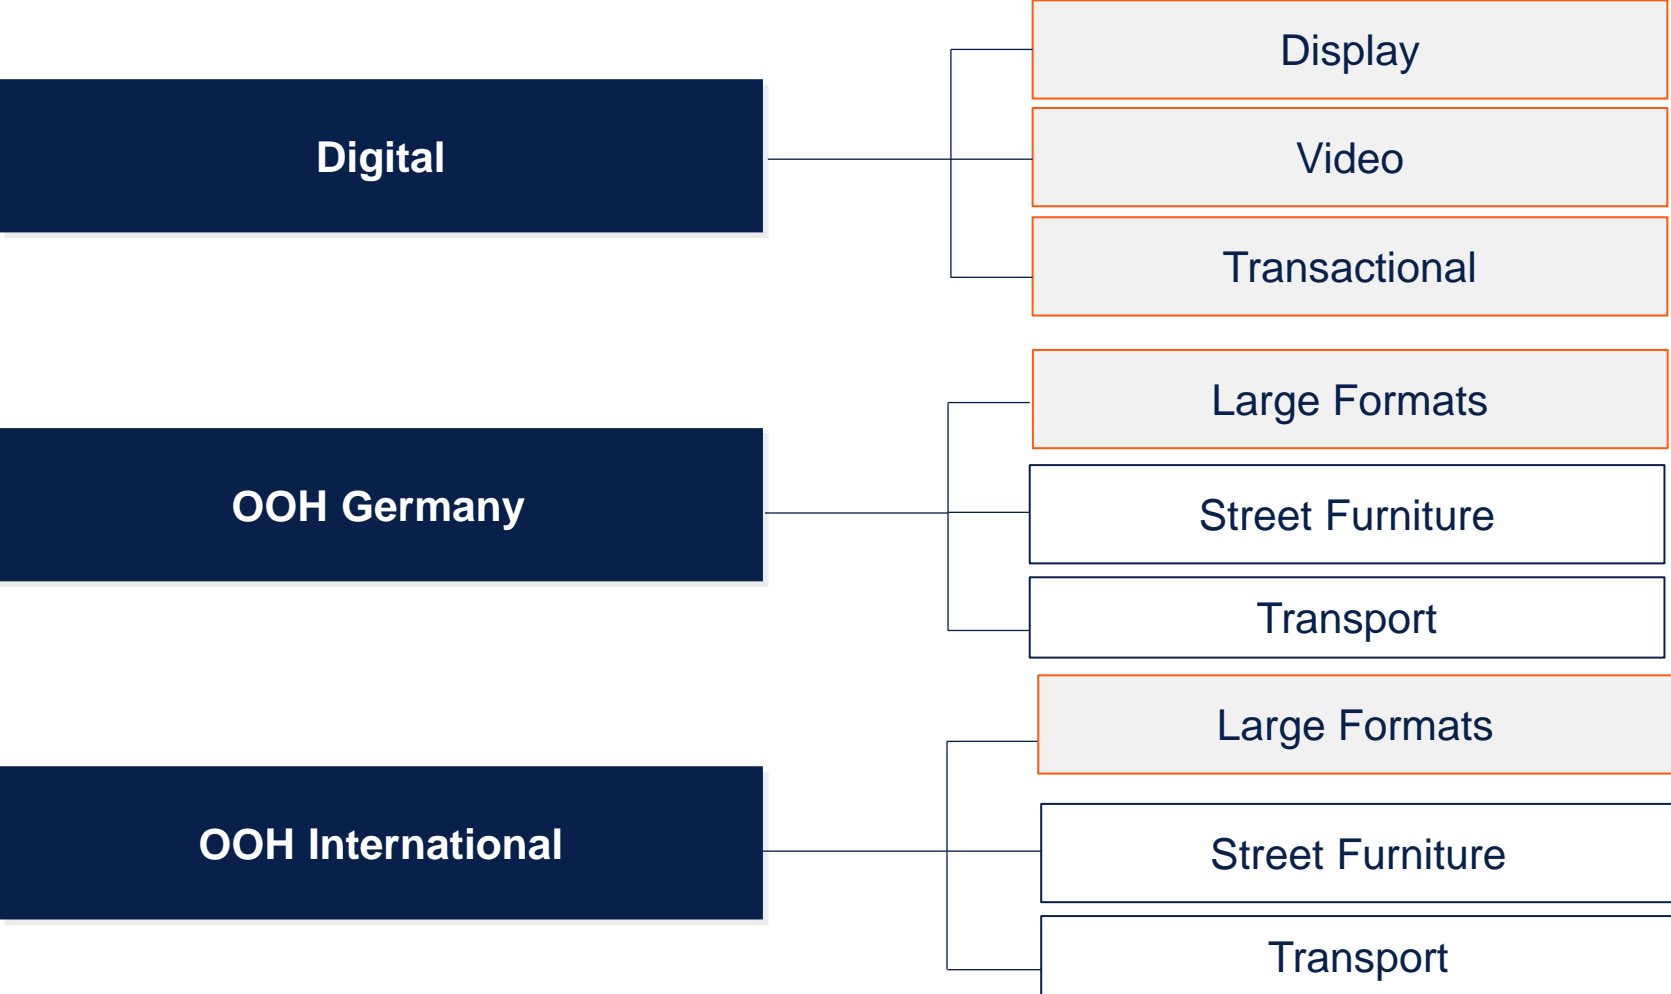 Digital
Display
Video
Transactional
OOH Germany
Large Formats
Street Furniture
Transport
OOH International
Large Formats
Street Furniture
Transport